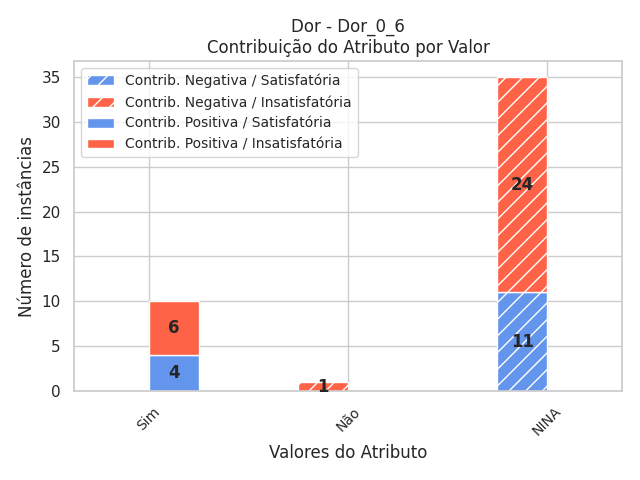 Dor - Dor_0_6
Contribuição do Atributo por Valor
Contrib. Negativa / Satisfatória
Contrib. Negativa / Insatisfatória
Contrib. Positiva / Satisfatória
Contrib. Positiva / Insatisfatória
Número de instâncias
35
30
25
20
15
10
5
0
6
4
1
24
11
Sim
Não
NINA
Valores do Atributo